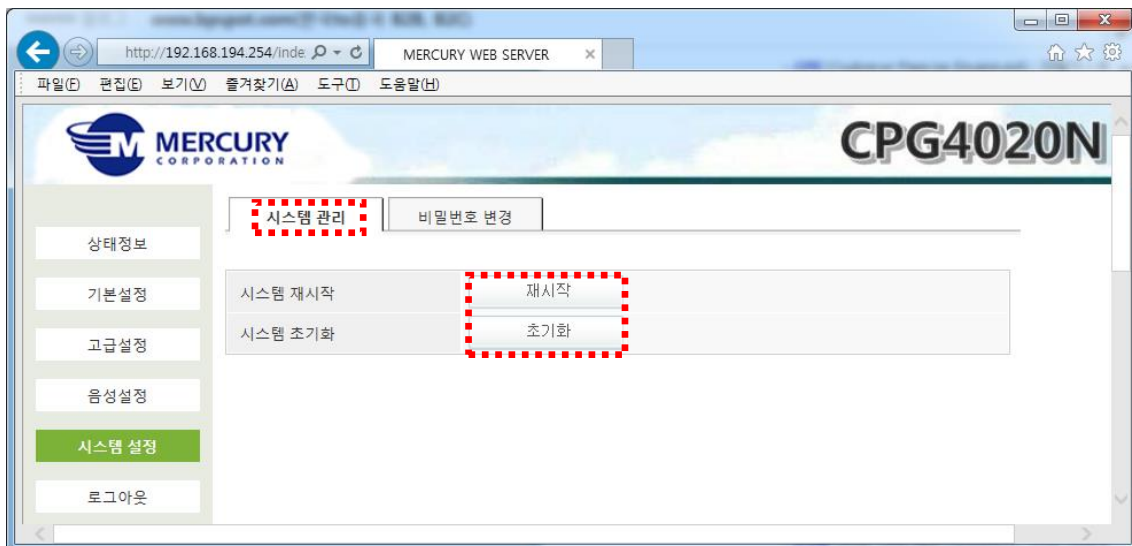 http://192.168.194.254/inde
MERCURY WEB SERVER
파일(F) 편집(E) 보기(V) 즐겨찾기(A) 도구(T) 도움말(H)
M MERCURY
CORPORATION
CPG4020N
시스템 관리
비밀번호 변경
상태정보
기본설정
고급설정
음성설정
시스템 설정
로그아웃
시스템 재시작
재시작
시스템 초기화
초기화